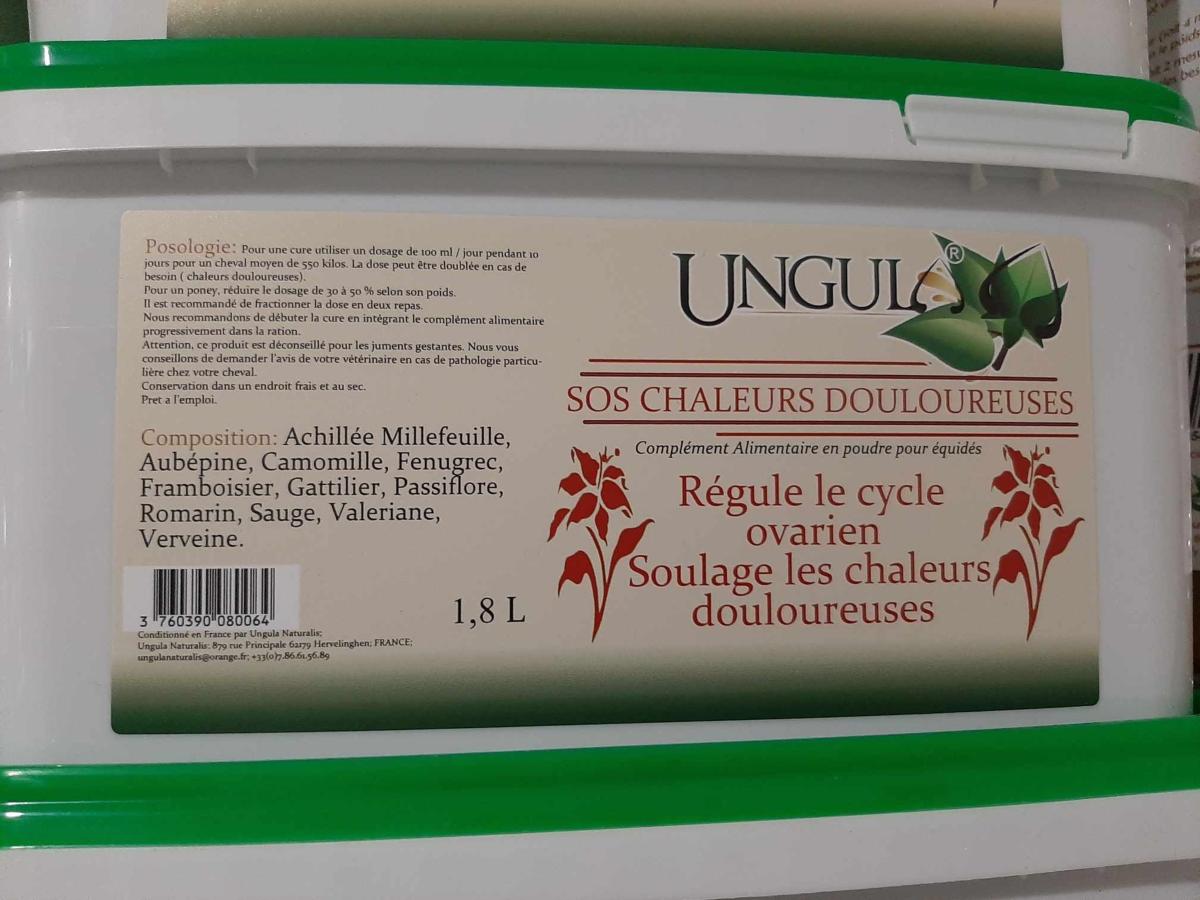 Posologie: Pour une cure utiliser un dosage de 100 ml / jour pendant 10
jours pour un cheval moyen de 550 kilos. La dose peut être doublée en cas de
besoin ( chaleurs douloureuses).
Pour un poney, réduire le dosage de 30 à 50 % selon son poids.
Il est recommandé de fractionner la dose en deux repas.
Nous recommandons de débuter la cure en intégrant le complément alimentaire
progressivement dans la ration.
Attention, ce produit est déconseillé pour les juments gestantes. Nous vous
conseillons de demander l'avis de votre vétérinaire en cas de pathologie particu-
lière chez votre cheval.
Conservation dans un endroit frais et au sec.
Pret a l'emploi.
Composition: Achillée Millefeuille,
Aubépine, Camomille, Fenugrec,
Framboisier, Gattilier, Passiflore,
Romarin, Sauge, Valeriane,
Verveine.
3 760390 080064
1,8 L
Conditionné en France par Ungula Naturalis;
Ungula Naturalis: 879 rue Principale 62179 Hervelinghen; FRANCE;
ungulanaturalis@orange.fr; +33(0)7.86.61.56.89
UNGULA ®
SOS CHALEURS DOULOUREUSES
Complément Alimentaire en poudre pour équidés
Régule le cycle
ovarien
Soulage les chaleurs
douloureuses